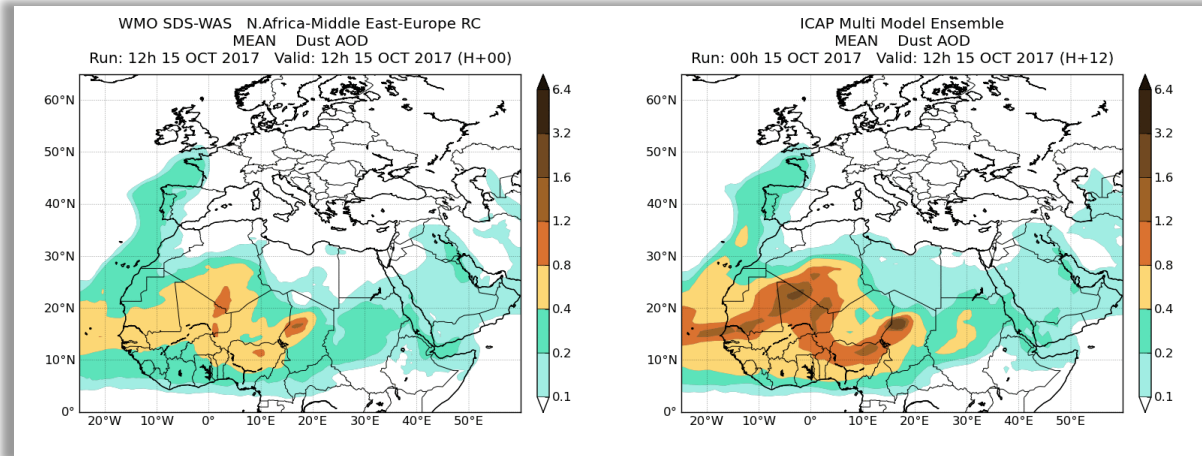 WMO SDS-WAS N.Africa-Middle East-Europe RC
MEAN Dust AOD
Run: 12h 15 OCT 2017 Valid: 12h 15 OCT 2017 (H+00)
60°N
50°N
40°N
30°N
20°N
10°N
0°
20°W
10°W
0°
10°E
20°E
30°E
40°E
50°E
6.4
3.2
1.6
1.2
0.8
0.4
0.2
0.1
ICAP Multi Model Ensemble
MEAN Dust AOD
Run: 00h 15 OCT 2017 Valid: 12h 15 OCT 2017 (H+12)
60°N
50°N
40°N
30°N
20°N
10°N
0°
20°W
10°W
0°
10°E
20°E
30°E
40°E
50°E
6.4
3.2
1.6
1.2
0.8
0.4
0.2
0.1